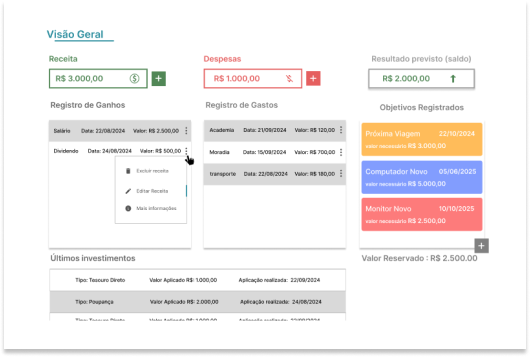 Visão Geral
Receita
R$ 3.000,00
Despesas
R$ 1.000,00
Resultado previsto (saldo)
R$ 2.000,00
Registro de Ganhos
Salário Data: 22/08/2024 Valor: R$ 2.500,00
Dividendo Data: 24/08/2024 Valor: R$ 500,00
Excluir receita
Editar Receita
Mais informações
Registro de Gastos
Academia Data: 21/09/2024 Valor: R$ 120,00
Moradia Data: 15/09/2024 Valor: R$ 700,00
transporte Data: 22/08/2024 Valor: R$ 180,00
Objetivos Registrados
Próxima Viagem 22/10/2024
valor necessário R$ 3.000,00
Computador Novo 05/06/2025
valor necessário R$ 5.000,00
Monitor Novo 10/10/2025
valor necessário R$ 2.500,00
Valor Reservado : R$ 2.500.00
Últimos investimentos
Tipo: Tesouro Direto Valor Aplicado R$: 1.000,00 Aplicação realizada: 22/09/2024
Tipo: Poupança Valor Aplicado R$: 2.000,00 Aplicação realizada: 24/08/2024
Tipo: Tesouro Direto Valor Aplicado R$: 1.000,00 Aplicação realizada: